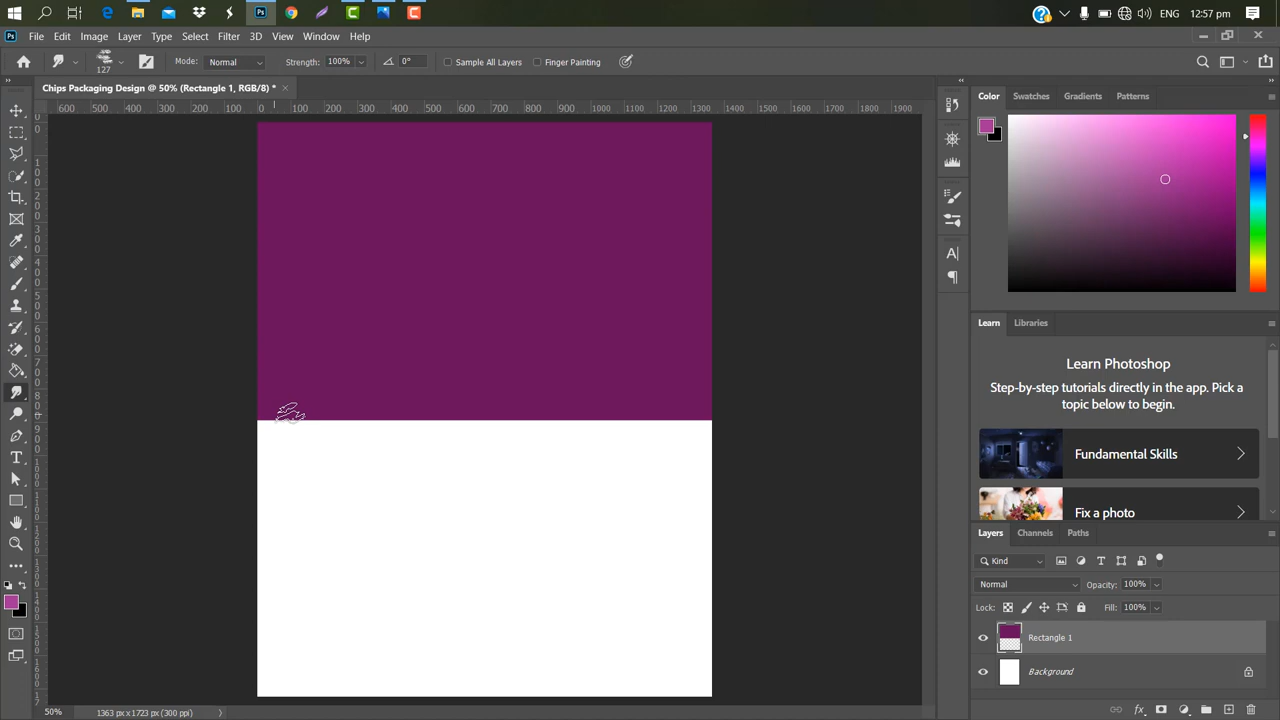 ENG 12:57 pm
Ps File Edit Image Layer Type Select Filter 3D View Window Help
127 Mode: Normal Strength: 100% 0° Sample All Layers Finger Painting
Chips Packaging Design @ 50% (Rectangle 1, RGB/8) *
600 500 400 300 200 100 0 100 200 300 400 500 600 700 800 900 1000 1100 1200 1300 1400 1500 1600 1700 1800 1900
Color Swatches Gradients Patterns
Learn Libraries
Learn Photoshop
Step-by-step tutorials directly in the app. Pick a
topic below to begin.
Fundamental Skills
Fix a photo
Layers Channels Paths
Kind
Normal Opacity: 100%
Lock: Fill: 100%
Rectangle 1
Background
50% 1363 px x 1723 px (300 ppi)